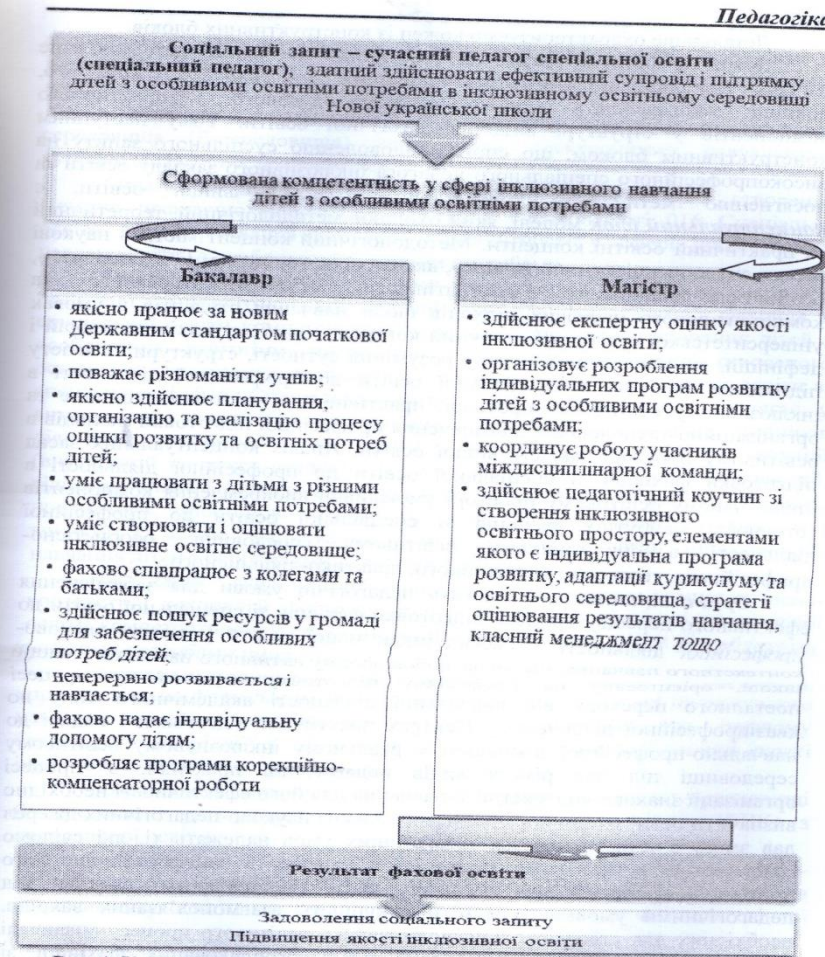 Педагогіка
Соціальний запит – сучасний педагог спеціальної освіти
(спеціальний педагог), здатний здійснювати ефективний супровід і підтримку
дітей з особливими освітніми потребами в інклюзивному освітньому середовищі
Нової української школи
Сформована компетентність у сфері інклюзивного навчання
дітей з особливими освітніми потребами
Бакалавр
• якісно працює за новим
Державним стандартом початкової
освіти;
• поважає різноманіття учнів;
• якісно здійснює планування,
організацію та реалізацію процесу
оцінки розвитку та освітніх потреб
дітей;
• уміє працювати з дітьми з різними
особливими освітніми потребами;
• уміє створювати і підтримувати
інклюзивне освітнє середовище;
• фахово співпрацює з колегами та
батьками;
• здійснює пошук ресурсів у громаді
для забезпечення особливих
потреб дітей;
• неперервно розвивається і
навчається;
• фахово надає індивідуальну
допомогу дітям;
• розробляє програми корекційно-
компенсаторної роботи
Магістр
• здійснює експертну оцінку якості
інклюзивної освіти;
• організовує розроблення
індивідуальних програм розвитку
дітей з особливими освітніми
потребами;
• координує роботу учасників
міждисциплінарної команди;
• здійснює педагогічний коучинг зі
створення інклюзивного
освітнього простору, елементами
якого є індивідуальна програма
розвитку, адаптації курикулуму та
освітнього середовища, стратегії
оцінювання результатів навчання,
класний менеджмент тощо
Результат фахової освіти
Задоволення соціального запиту
Підвищення якості інклюзивної освіти